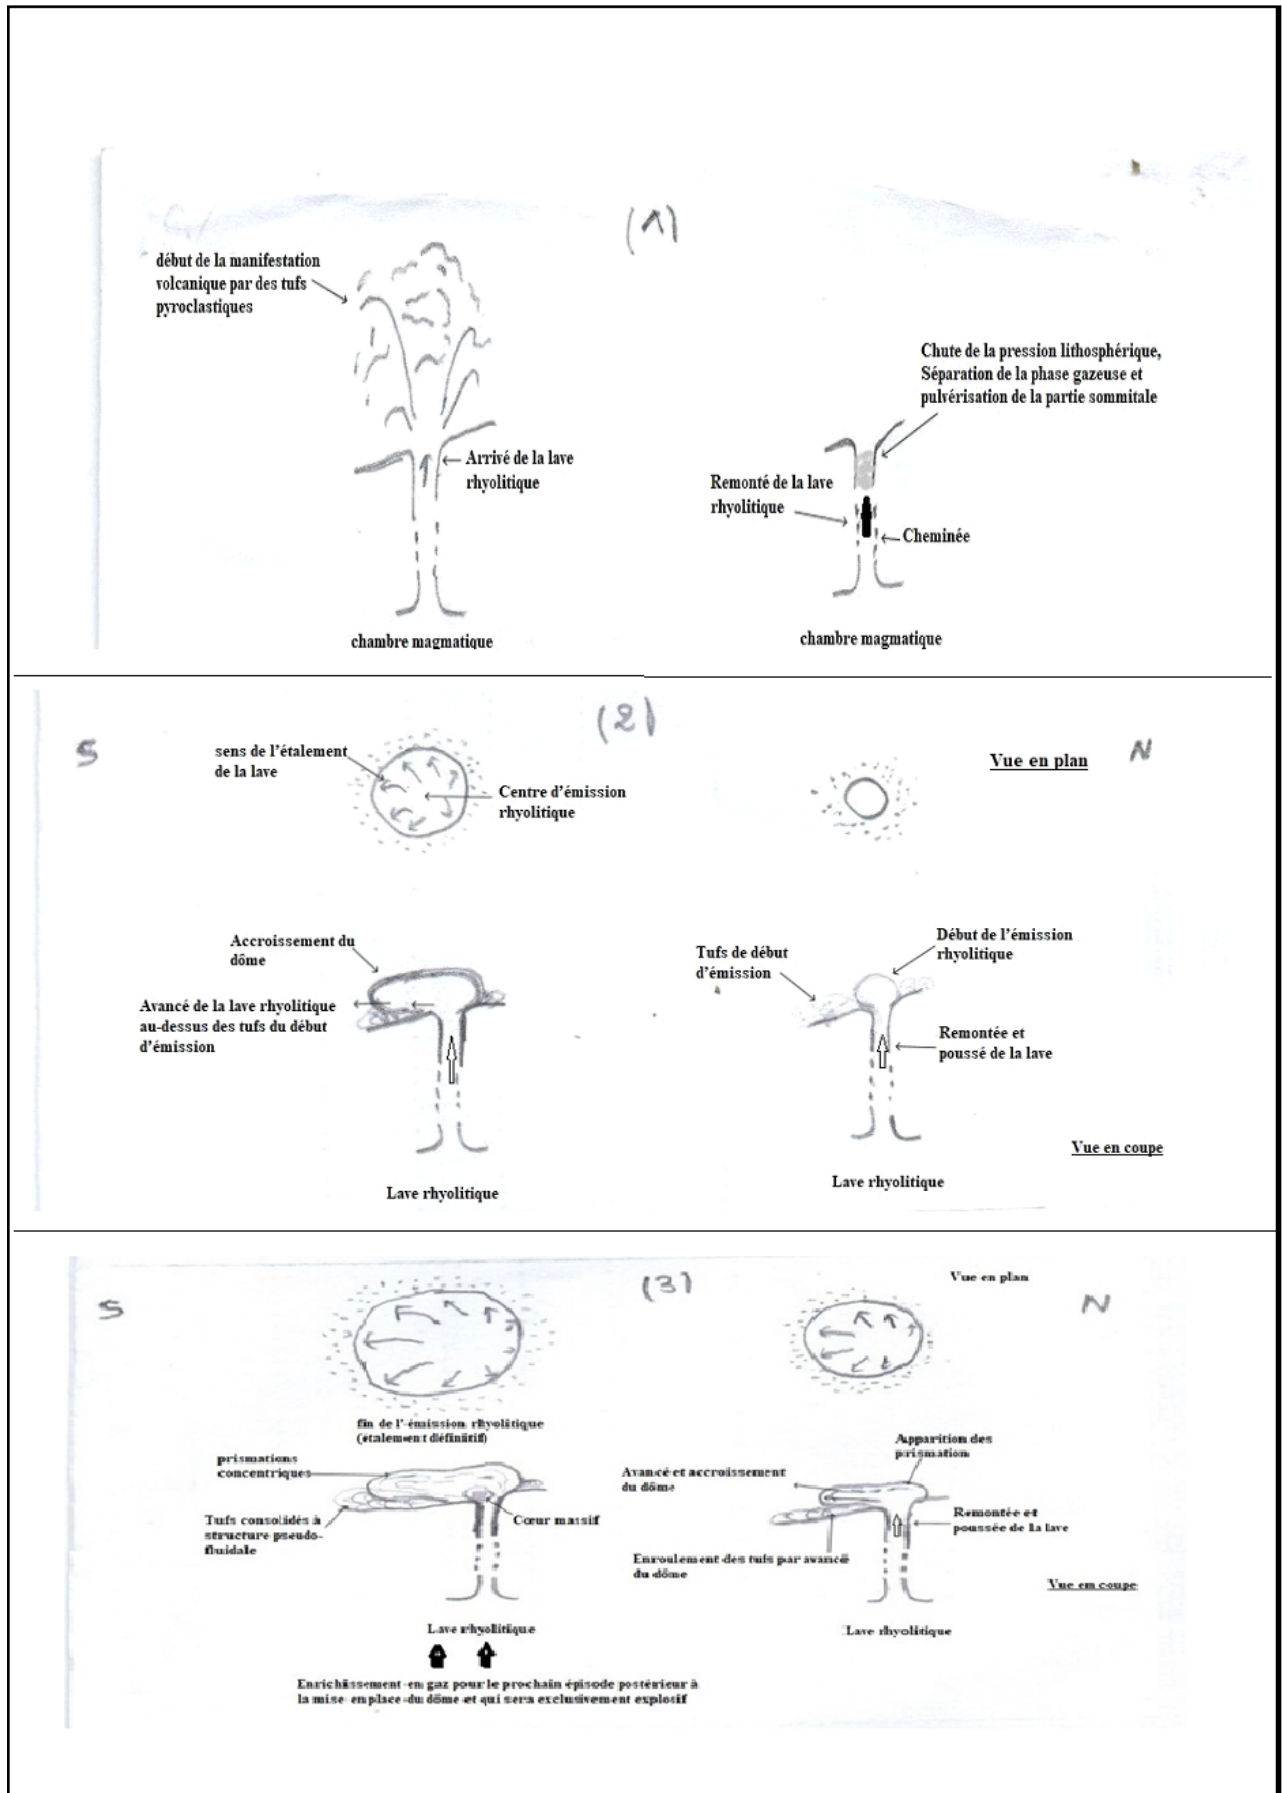 (1)
début de la manifestation
volcanique par des tufs
pyroclastiques
Arrivé de la lave
rhyolitique
chambre magmatique
Chute de la pression lithosphérique,
Séparation de la phase gazeuse et
pulvérisation de la partie sommitale
Remonté de la lave
rhyolitique
Cheminée
chambre magmatique
(2)
S
N
sens de l'étalement
de la lave
Centre d'émission
rhyolitique
Vue en plan
Accroissement du
dôme
Avancé de la lave rhyolitique
au-dessus des tufs du début
d'émission
Lave rhyolitique
Tufs de début
d'émission
Début de l'émission
rhyolitique
Remontée et
poussé de la lave
Vue en coupe
Lave rhyolitique
(3)
S
N
Vue en plan
fin de l'émission rhyolitique
(étalement définitif)
prismations
concentriques
Tufs consolidés à
structure pseudo-
fluidale
Cœur massif
Lave rhyolitique
Enrichissement en gaz pour le prochain épisode postérieur à
la mise en place du dôme et qui sera exclusivement explosif
Apparition des
prismation
Avancé et accroissement
du dôme
Remontée et
poussée de la lave
Enroulement des tufs par avancé
du dôme
Vue em coupe
Lave rhyolitique